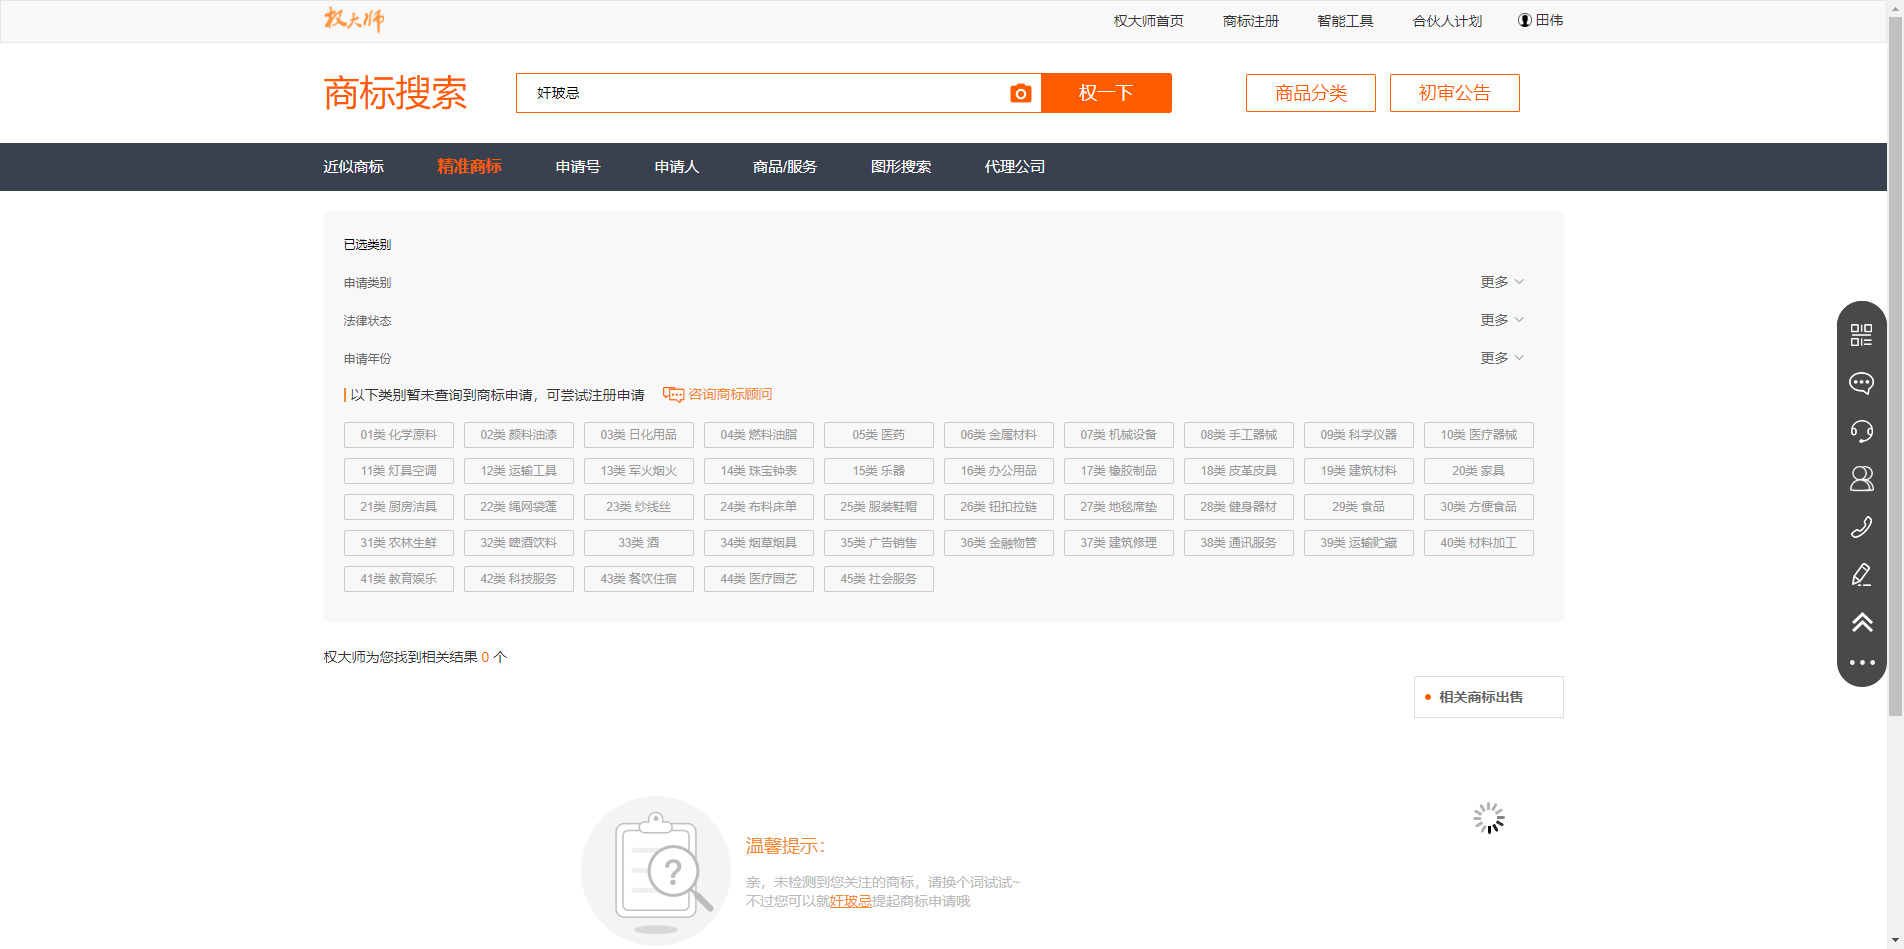 权大师
权大师首页 商标注册 智能工具 合伙人计划 田伟
商标搜索
奸玻忌
权一下
商品分类 初审公告
近似商标 精准商标 申请号 申请人 商品/服务 图形搜索 代理公司
已选类别
申请类别 更多
法律状态 更多
申请年份 更多
以下类别暂未查询到商标申请，可尝试注册申请 咨询商标顾问
01类 化学原料 02类 颜料油漆 03类 日化用品 04类 燃料油脂 05类 医药 06类 金属材料 07类 机械设备 08类 手工器械 09类 科学仪器 10类 医疗器械
11类 灯具空调 12类 运输工具 13类 军火烟火 14类 珠宝钟表 15类 乐器 16类 办公用品 17类 橡胶制品 18类 皮革皮具 19类 建筑材料 20类 家具
21类 厨房洁具 22类 绳网袋蓬 23类 纱线丝 24类 布料床单 25类 服装鞋帽 26类 钮扣拉链 27类 地毯席垫 28类 健身器材 29类 食品 30类 方便食品
31类 农林生鲜 32类 啤酒饮料 33类 酒 34类 烟草烟具 35类 广告销售 36类 金融物管 37类 建筑修理 38类 通讯服务 39类 运输贮藏 40类 材料加工
41类 教育娱乐 42类 科技服务 43类 餐饮住宿 44类 医疗园艺 45类 社会服务
权大师为您找到相关结果 0 个
相关商标出售
温馨提示：
亲，未检测到您关注的商标，请换个词试试~
不过您可以就奸玻忌提起商标申请哦